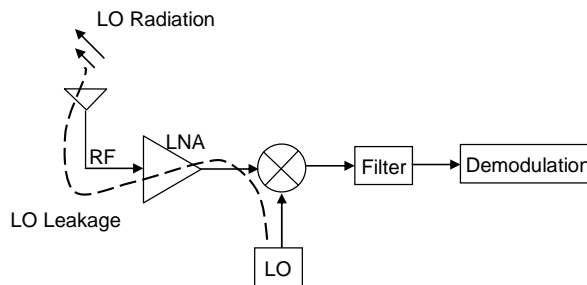 LO Radiation
LNA
RF
Filter
Demodulation
LO Leakage
LO